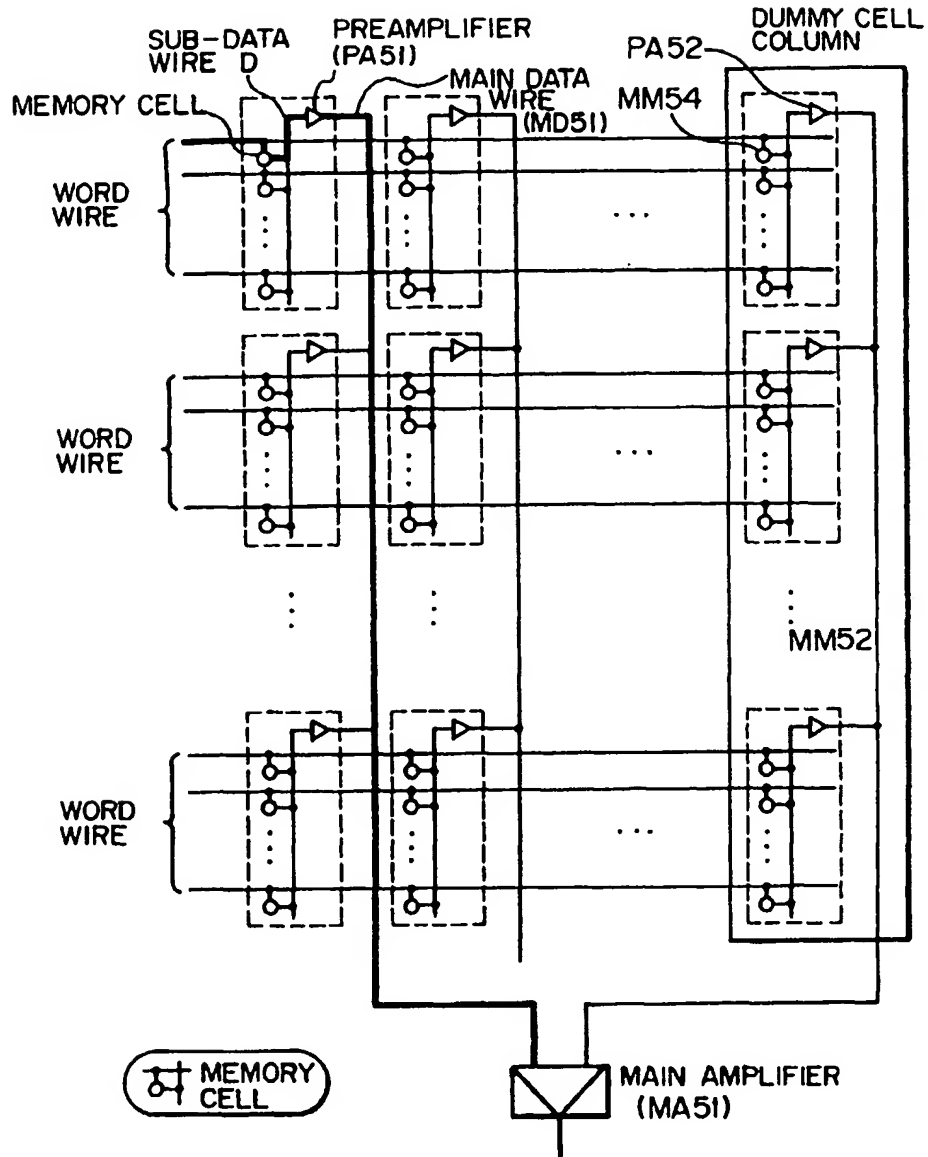 DUMMY CELL
COLUMN
PREAMPLIFIER
(PA51)
SUB-DATA
WIRE D
PA52
MAIN DATA
WIRE
(MD51)
MEMORY CELL
MM54
WORD
WIRE
...
WORD
WIRE
...
MM52
WORD
WIRE
...
MEMORY
CELL
MAIN AMPLIFIER
(MA51)